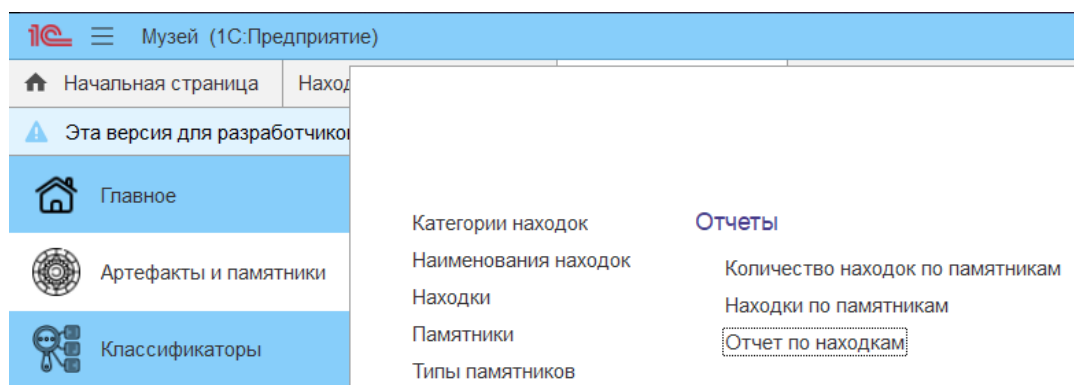 1С Музей (1С:Предприятие)
Начальная страница Наход
Эта версия для разработчиков
Главное
Артефакты и памятники
Классификаторы
Категории находок
Наименования находок
Находки
Памятники
Типы памятников
Отчеты
Количество находок по памятникам
Находки по памятникам
Отчет по находкам